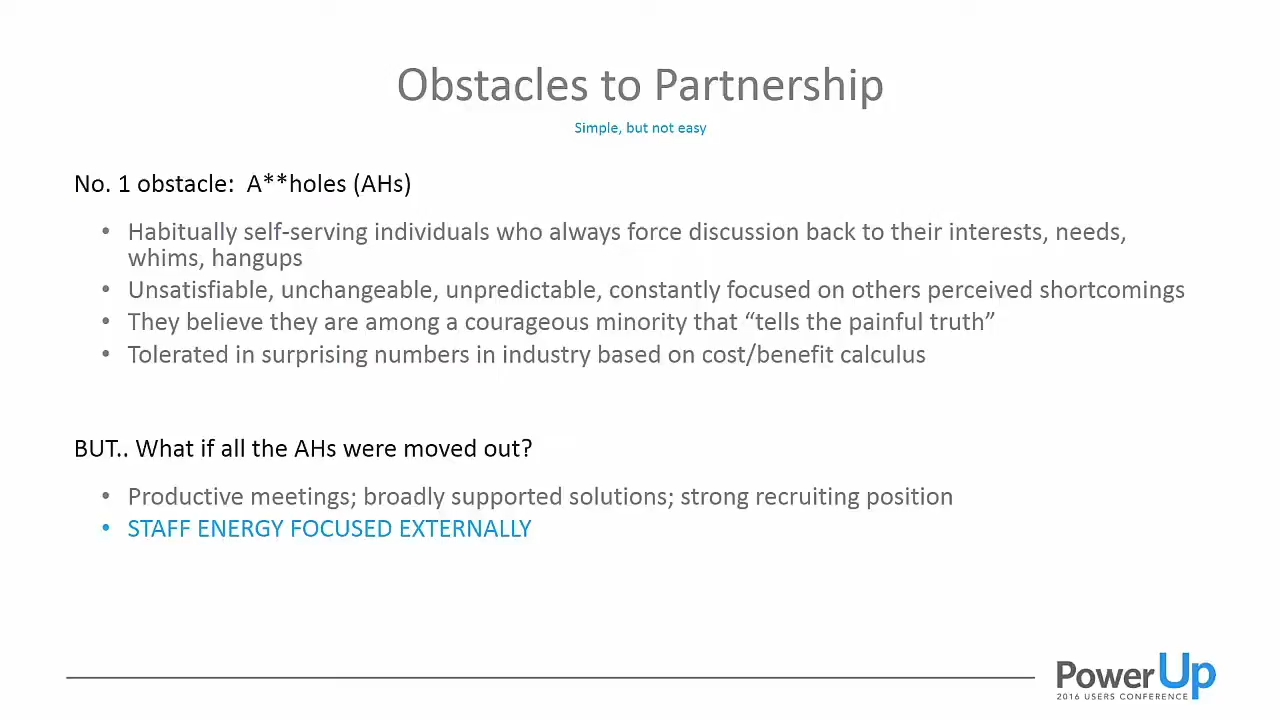 Obstacles to Partnership
Simple, but not easy
No. 1 obstacle:  A**holes (AHs)
• Habitually self-serving individuals who always force discussion back to their interests, needs,
whims, hangups
• Unsatisfiable, unchangeable, unpredictable, constantly focused on others perceived shortcomings
• They believe they are among a courageous minority that “tells the painful truth”
• Tolerated in surprising numbers in industry based on cost/benefit calculus
BUT.. What if all the AHs were moved out?
• Productive meetings; broadly supported solutions; strong recruiting position
• STAFF ENERGY FOCUSED EXTERNALLY
PowerUp
2016 USERS CONFERENCE